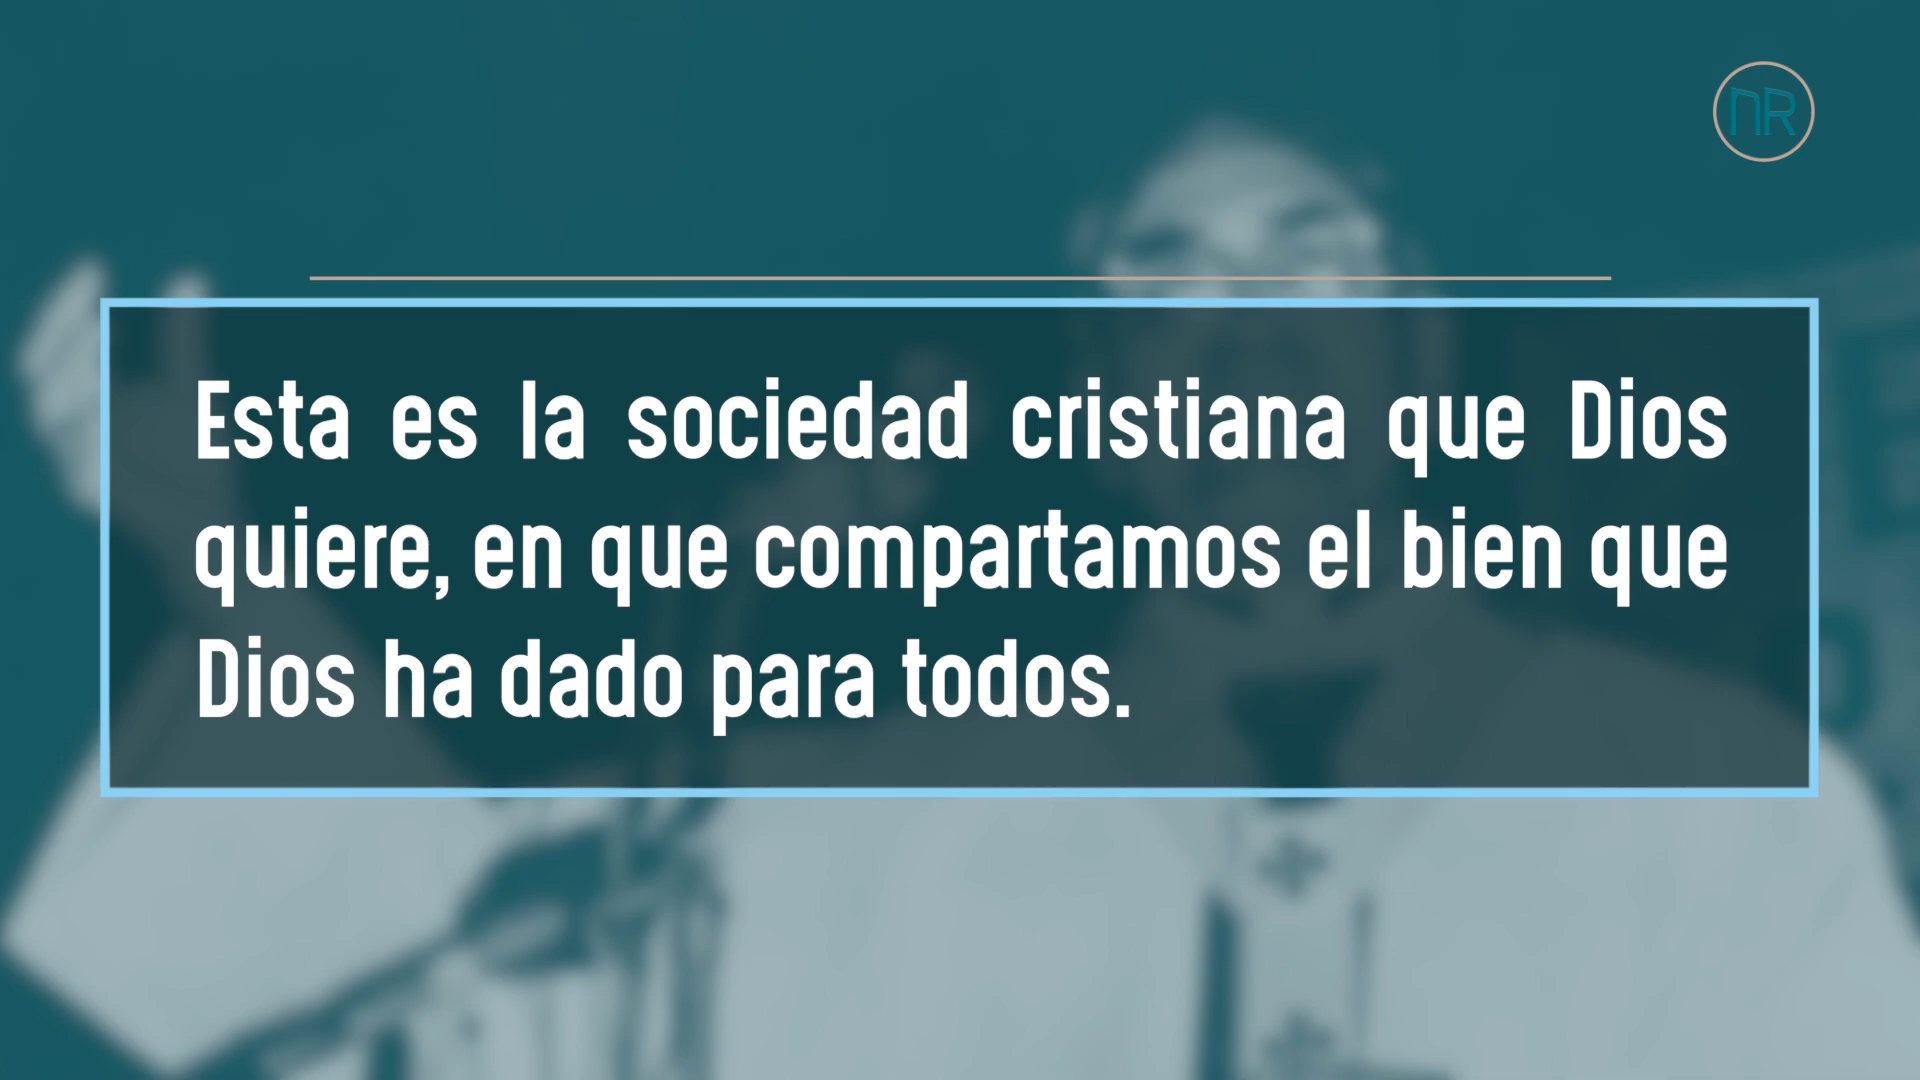 NR
Esta es la sociedad cristiana que Dios
quiere, en que compartamos el bien que
Dios ha dado para todos.